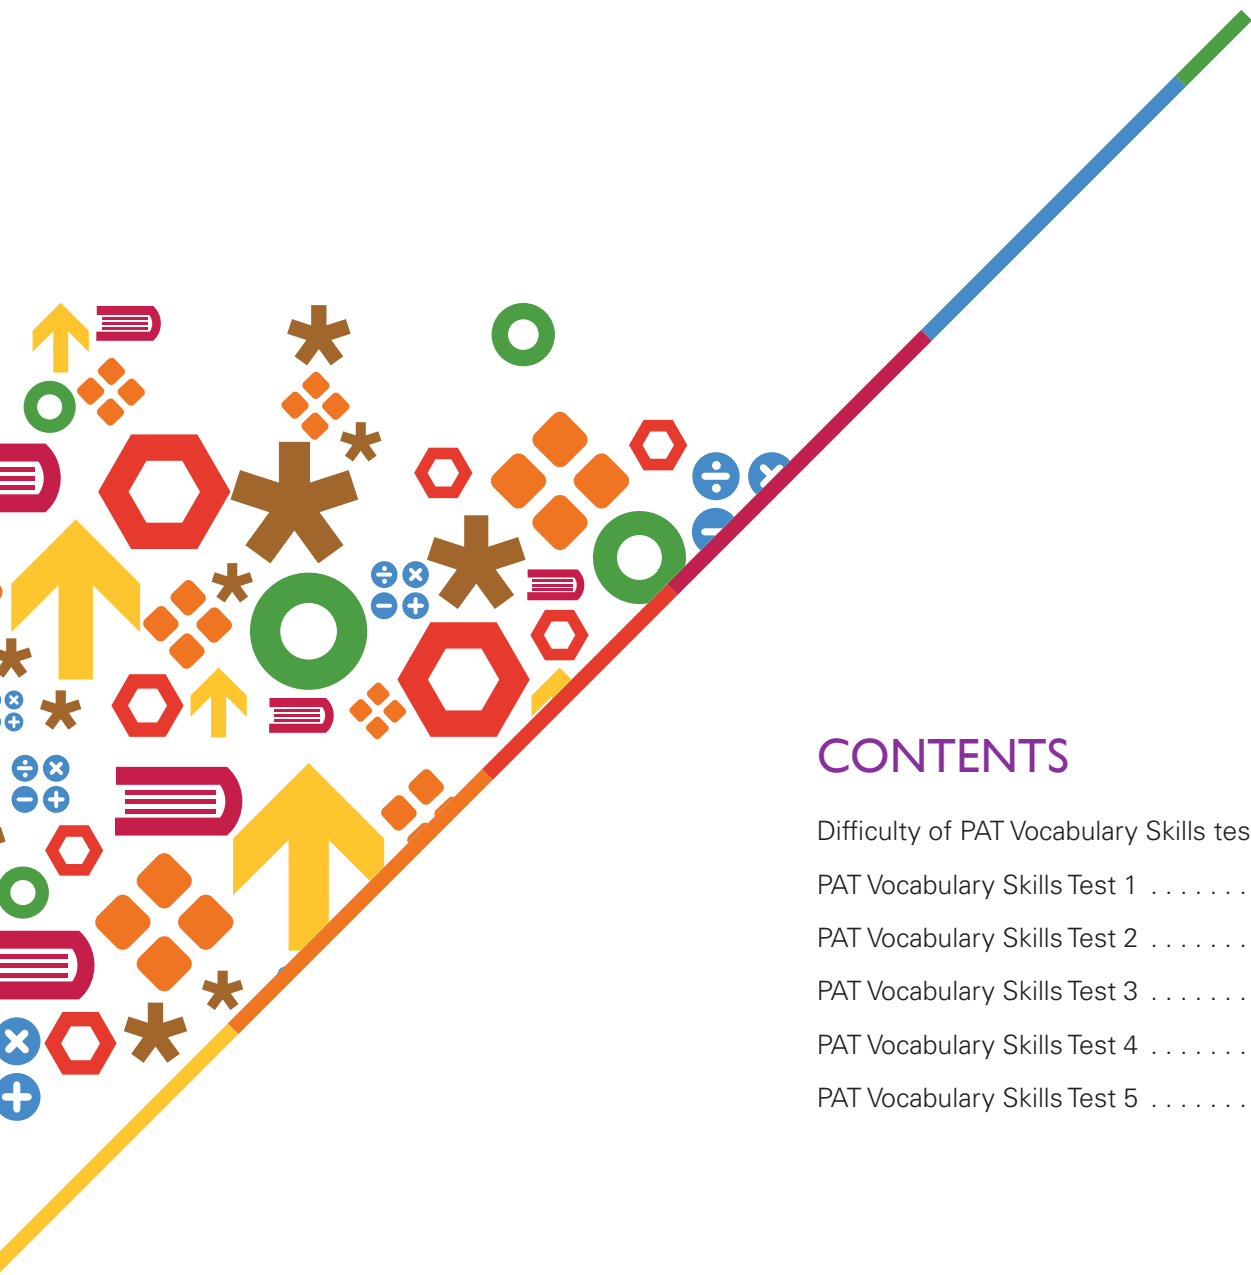 CONTENTS
Difficulty of PAT Vocabulary Skills tes
PAT Vocabulary Skills Test 1 . . . . . . .
PAT Vocabulary Skills Test 2 . . . . . . .
PAT Vocabulary Skills Test 3 . . . . . . .
PAT Vocabulary Skills Test 4 . . . . . . .
PAT Vocabulary Skills Test 5 . . . . . . .